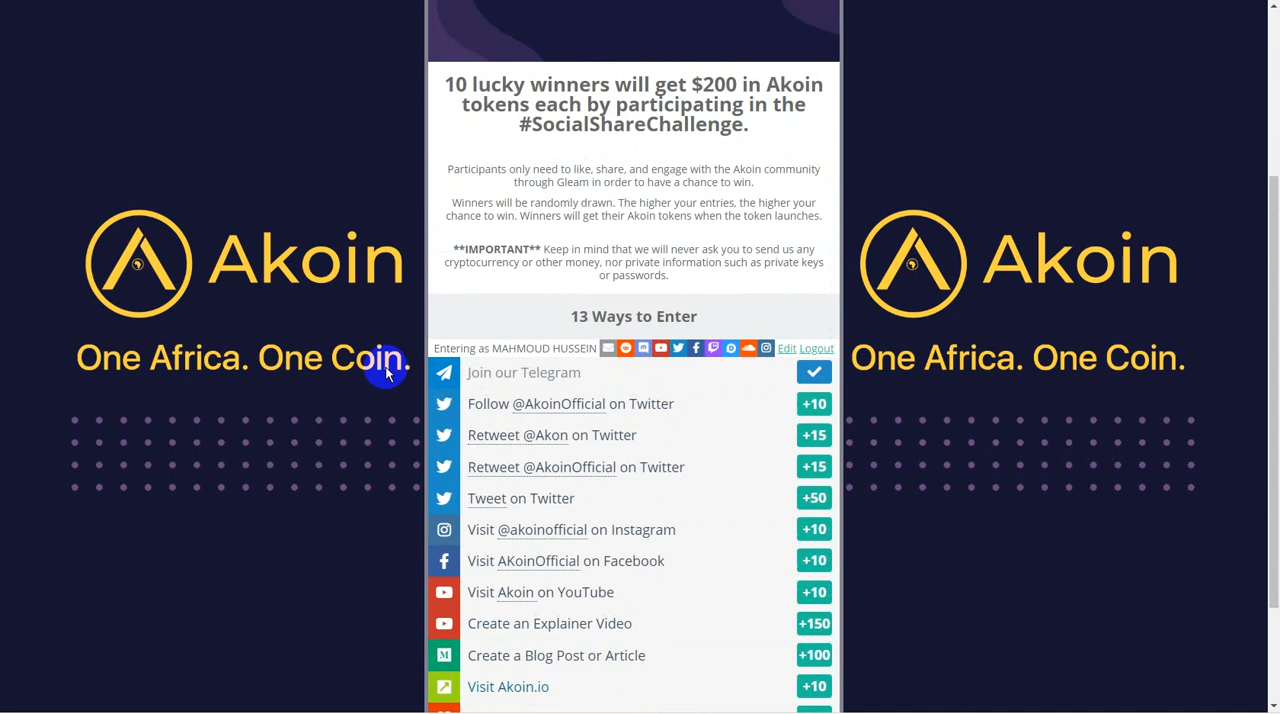 10 lucky winners will get $200 in Akoin
tokens each by participating in the
#SocialShareChallenge.
Participants only need to like, share, and engage with the Akoin community
through Gleam in order to have a chance to win.
Winners will be randomly drawn. The higher your entries, the higher your
chance to win. Winners will get their Akoin tokens when the token launches.
**IMPORTANT** Keep in mind that we will never ask you to send us any
cryptocurrency or other money, nor private information such as private keys
or passwords.
Akoin
One Africa. One Coin.
Akoin
One Africa. One Coin.
13 Ways to Enter
Entering as MAHMOUD HUSSEIN Edit Logout
Join our Telegram
Follow @AkoinOfficial on Twitter +10
Retweet @Akon on Twitter +15
Retweet @AkoinOfficial on Twitter +15
Tweet on Twitter +50
Visit @akoinofficial on Instagram +10
Visit AKoinOfficial on Facebook +10
Visit Akoin on YouTube +10
Create an Explainer Video +150
Create a Blog Post or Article +100
Visit Akoin.io +10